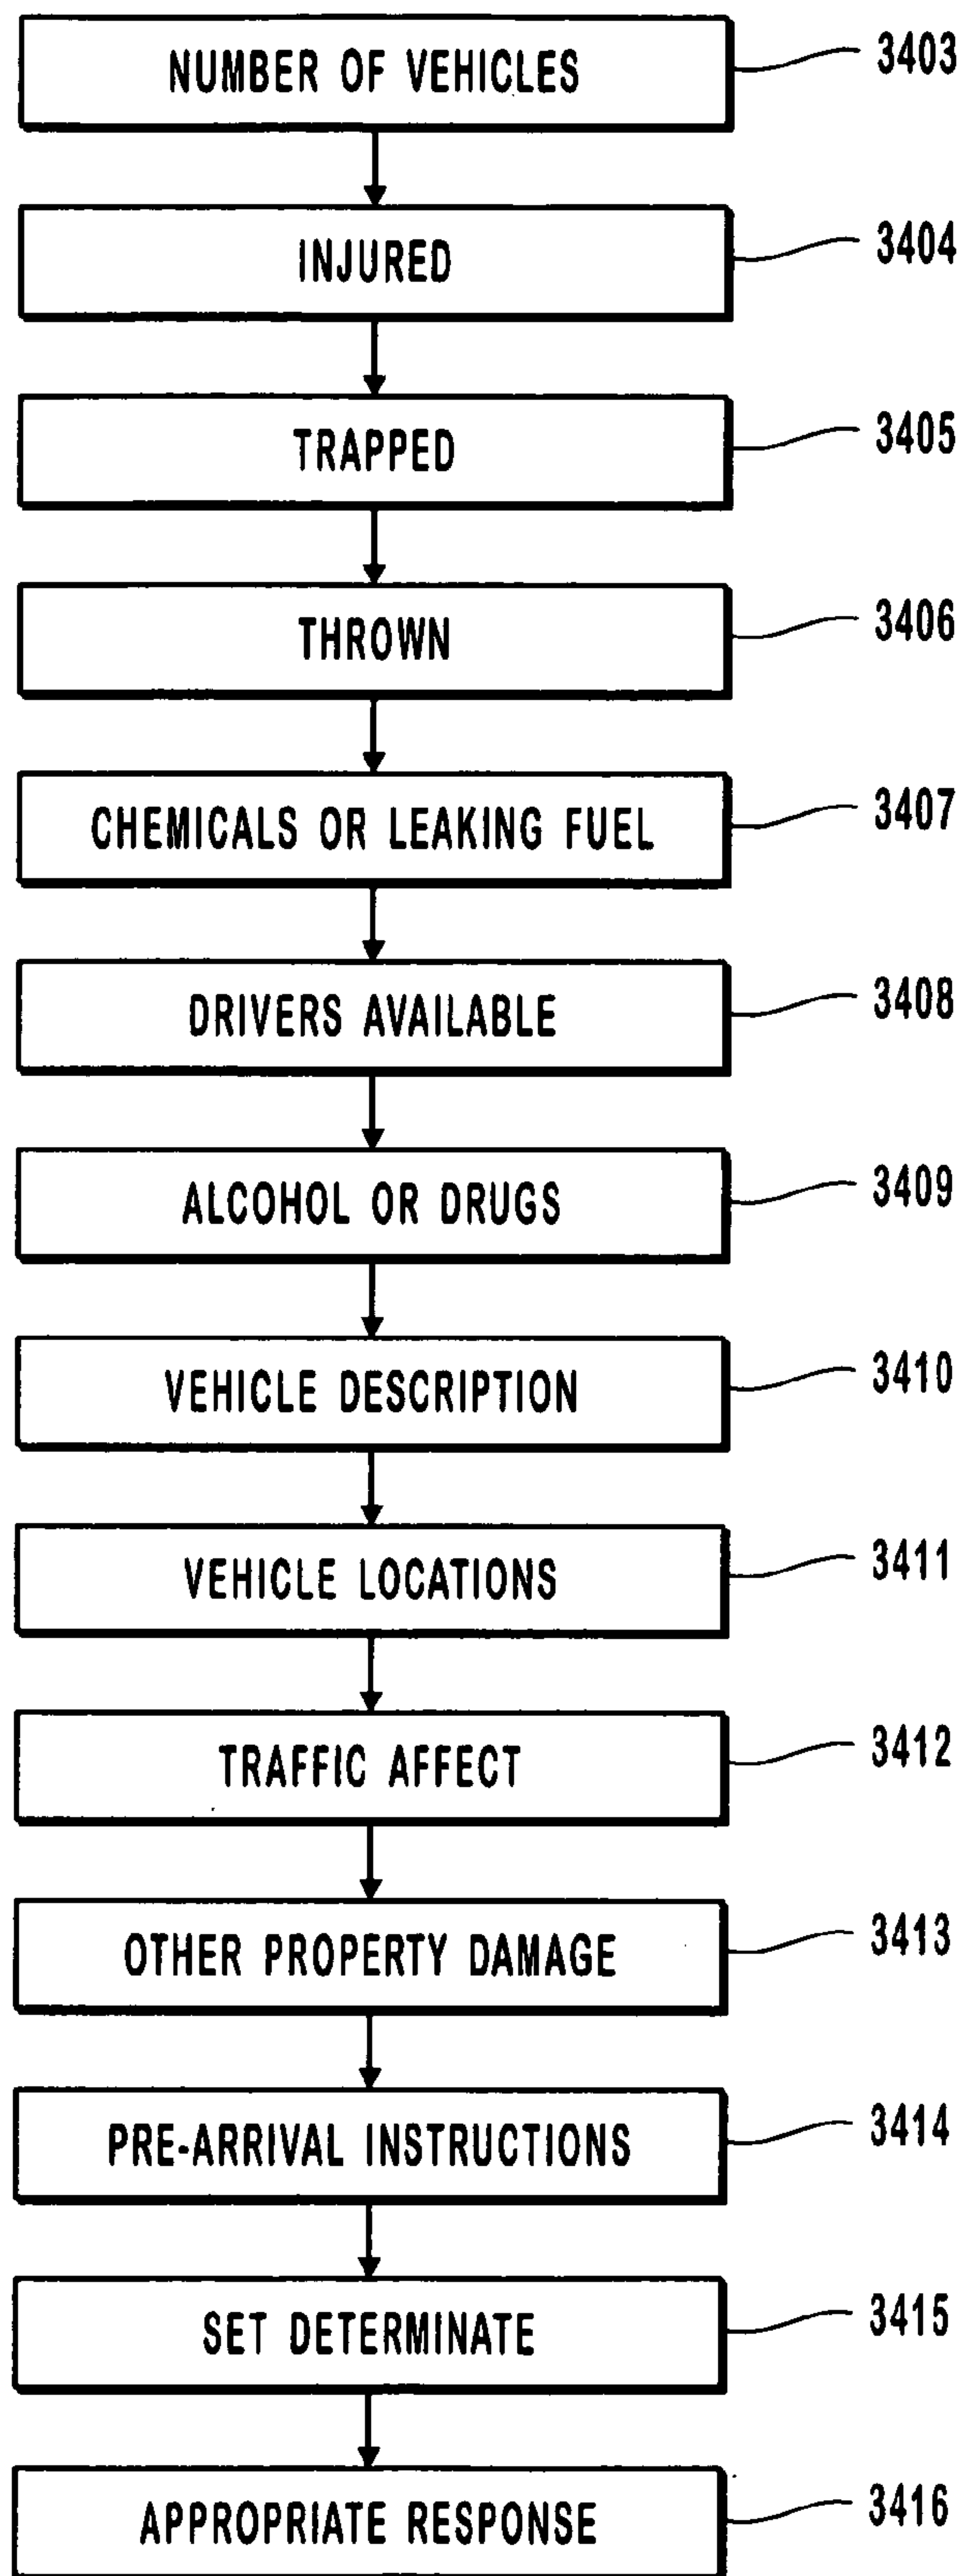 NUMBER OF VEHICLES 3403
INJURED 3404
TRAPPED 3405
THROWN 3406
CHEMICALS OR LEAKING FUEL 3407
DRIVERS AVAILABLE 3408
ALCOHOL OR DRUGS 3409
VEHICLE DESCRIPTION 3410
VEHICLE LOCATIONS 3411
TRAFFIC AFFECT 3412
OTHER PROPERTY DAMAGE 3413
PRE-ARRIVAL INSTRUCTIONS 3414
SET DETERMINATE 3415
APPROPRIATE RESPONSE 3416